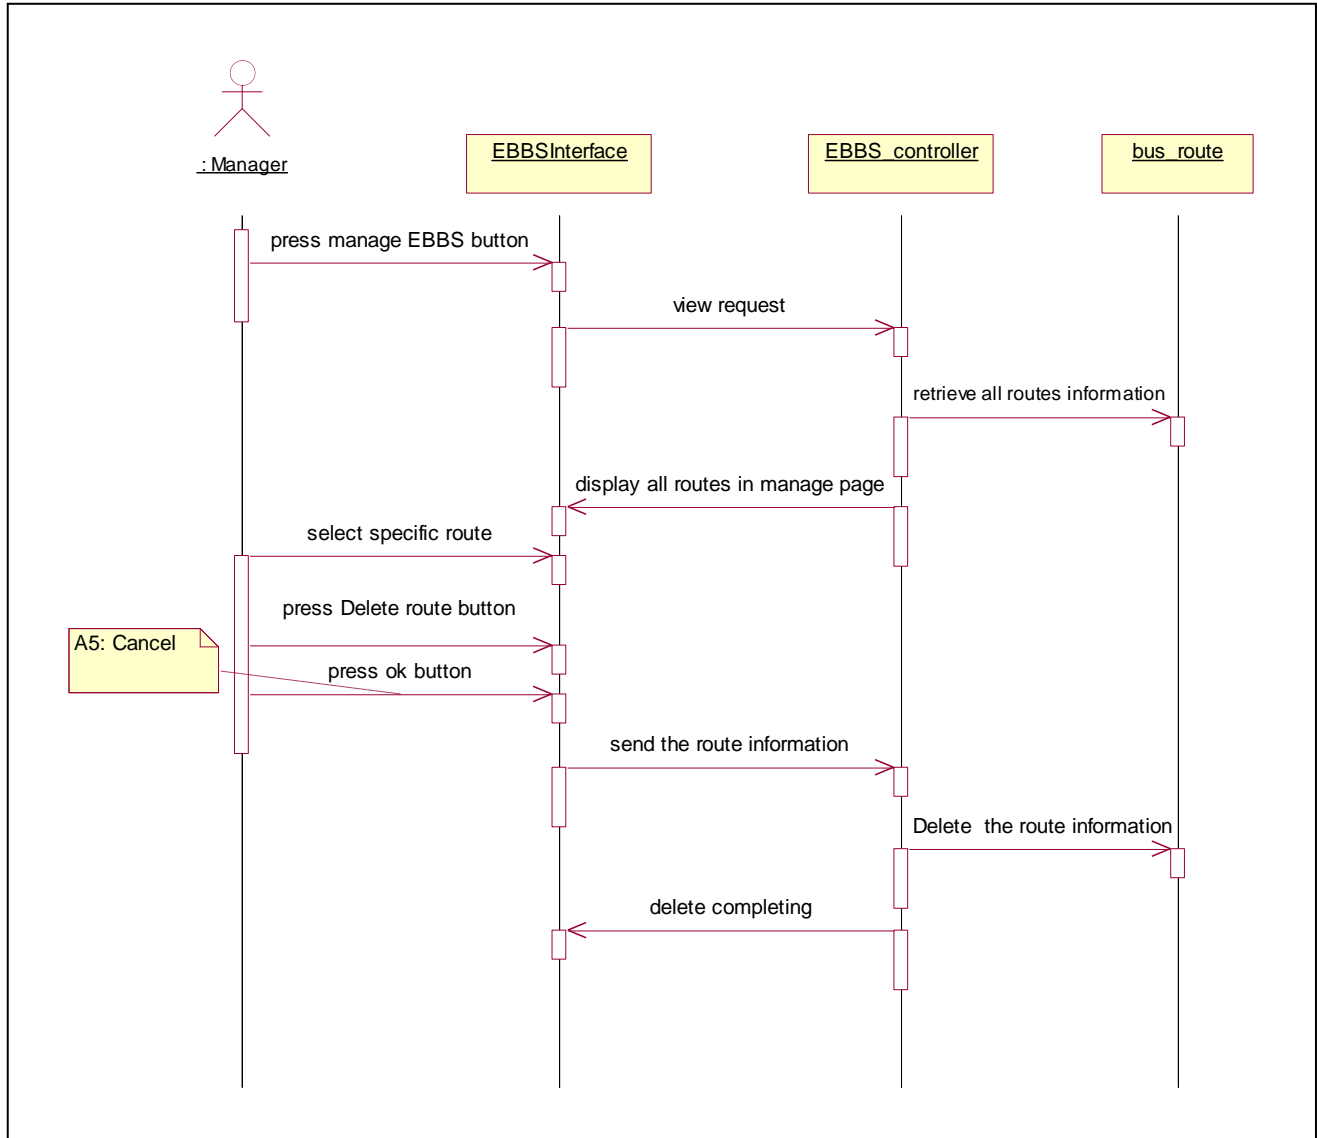 : Manager
EBBSInterface
EBBS_controller
bus_route
press manage EBBS button
view request
retrieve all routes information
display all routes in manage page
select specific route
press Delete route button
A5: Cancel
press ok button
send the route information
Delete  the route information
delete completing